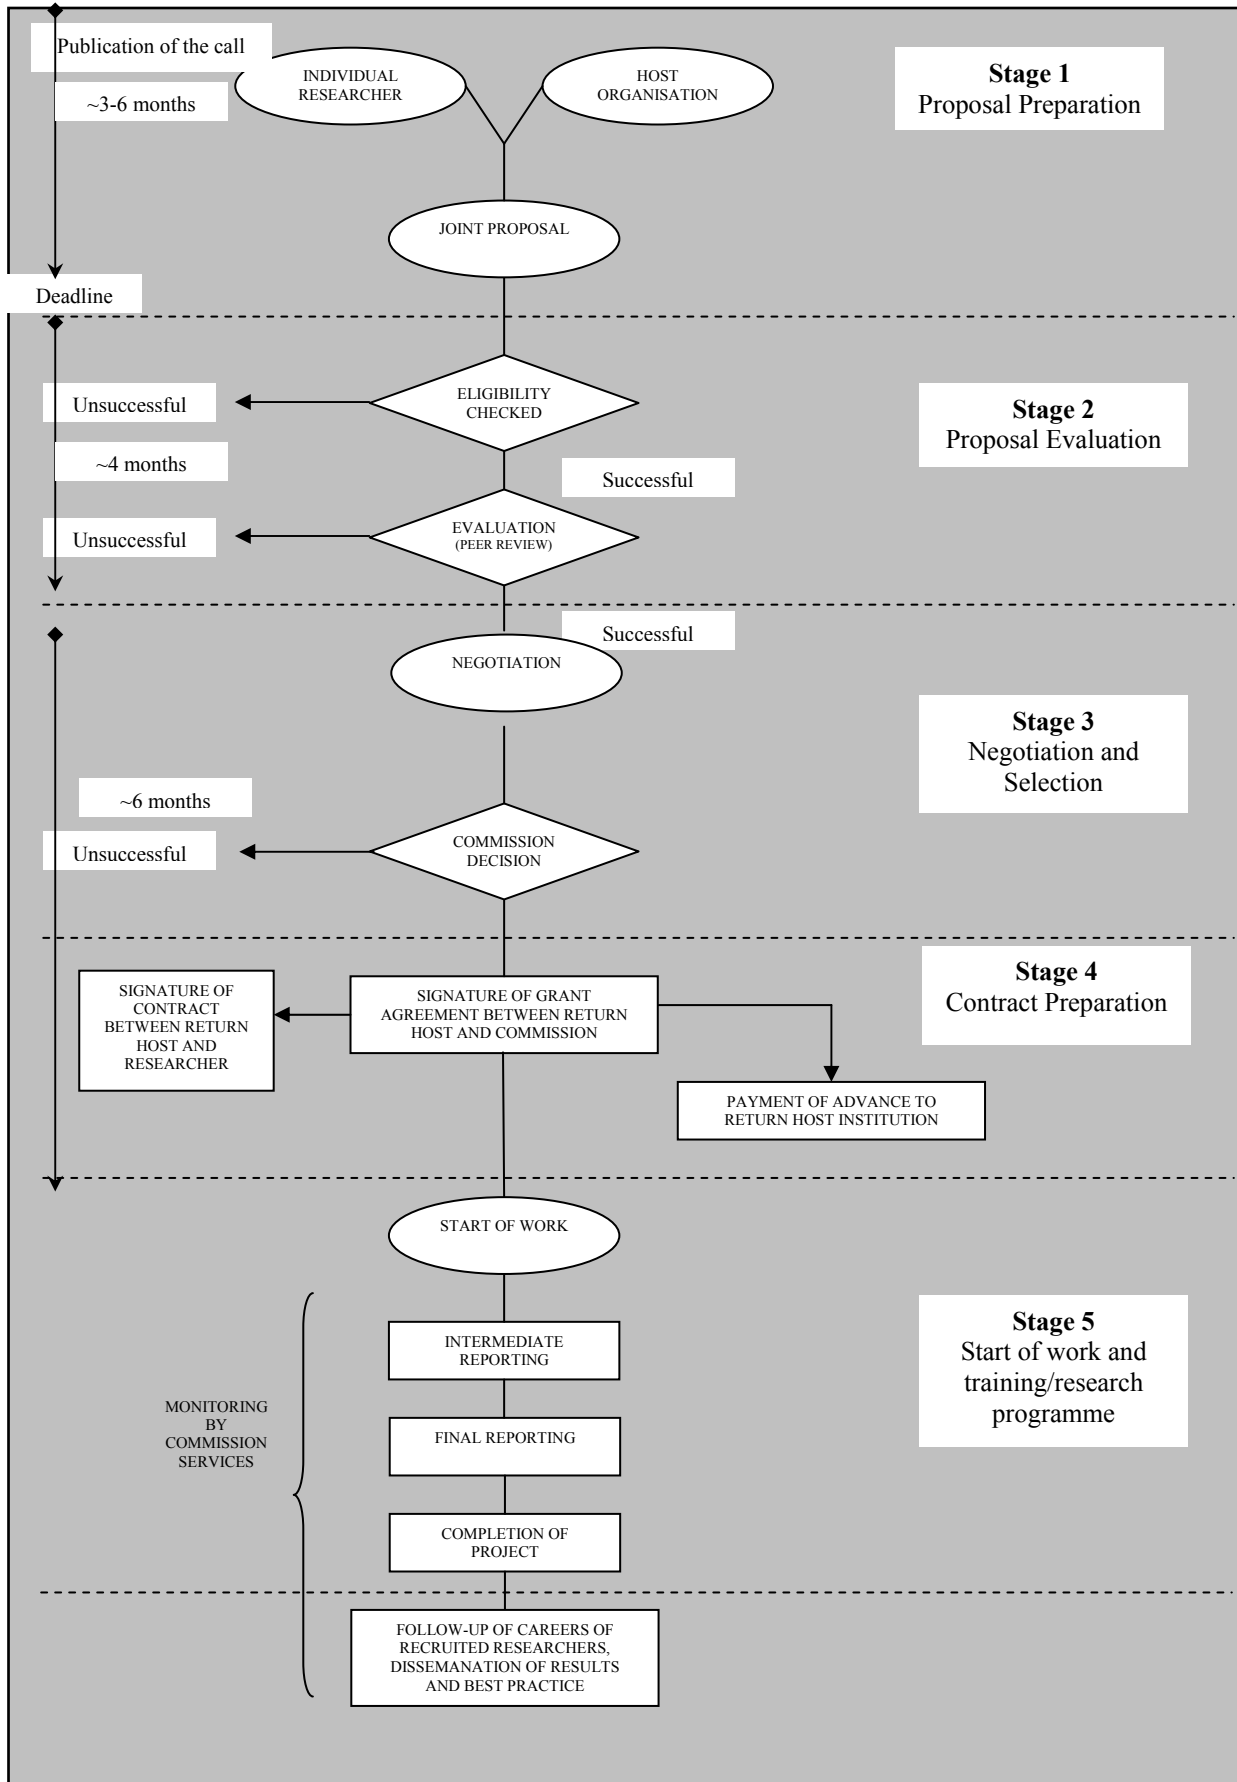 Publication of the call
~3-6 months
INDIVIDUAL
RESEARCHER
HOST
ORGANISATION
Stage 1
Proposal Preparation
JOINT PROPOSAL
Deadline
ELIGIBILITY
CHECKED
Unsuccessful
Stage 2
Proposal Evaluation
~4 months
Successful
EVALUATION
(PEER REVIEW)
Unsuccessful
Successful
NEGOTIATION
Stage 3
Negotiation and
Selection
~6 months
Unsuccessful
COMMISSION
DECISION
Stage 4
Contract Preparation
SIGNATURE OF
CONTRACT
BETWEEN RETURN
HOST AND
RESEARCHER
SIGNATURE OF GRANT
AGREEMENT BETWEEN RETURN
HOST AND COMMISSION
PAYMENT OF ADVANCE TO
RETURN HOST INSTITUTION
START OF WORK
Stage 5
Start of work and
training/research
programme
INTERMEDIATE
REPORTING
MONITORING
BY
COMMISSION
SERVICES
FINAL REPORTING
COMPLETION OF
PROJECT
FOLLOW-UP OF CAREERS OF
RECRUITED RESEARCHERS,
DISSEMANATION OF RESULTS
AND BEST PRACTICE